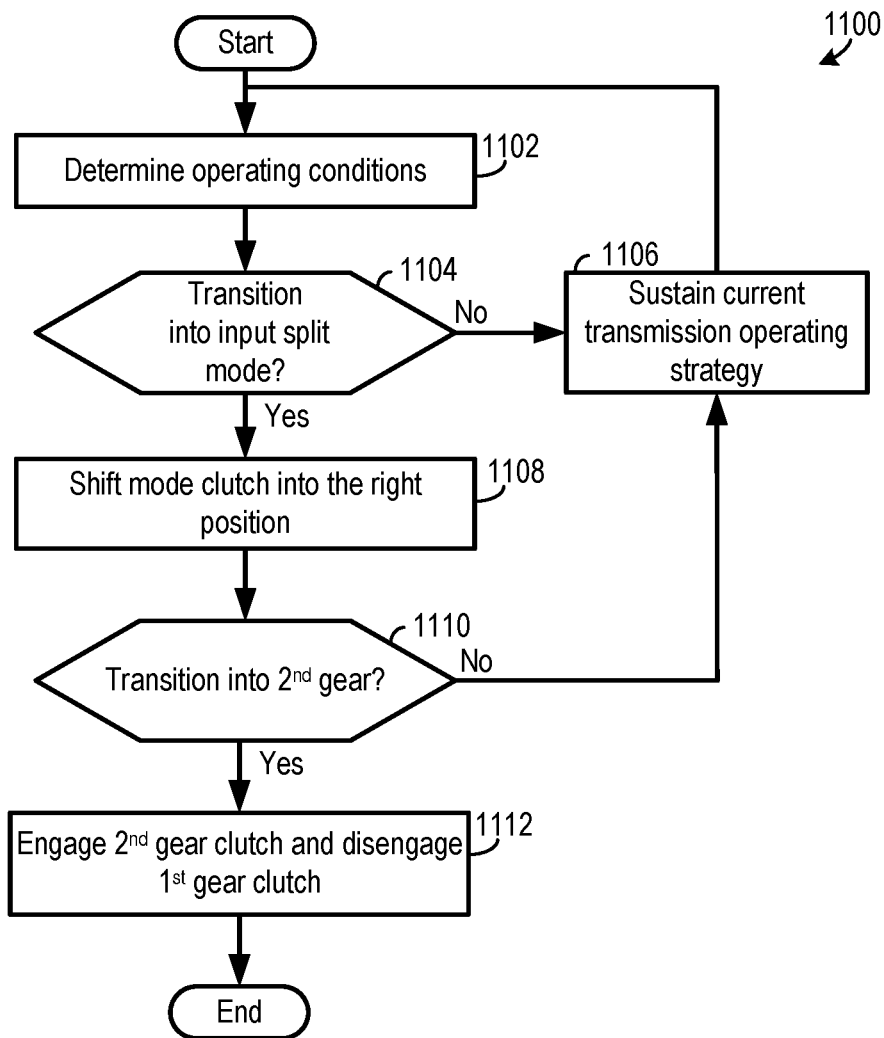 1100
Start
Determine operating conditions
1102
Transition
into input split
mode?
1104
No
1106
Sustain current
transmission operating
strategy
Yes
Shift mode clutch into the right
position
1108
Transition into 2nd gear?
1110
No
Yes
Engage 2nd gear clutch and disengage
1st gear clutch
1112
End